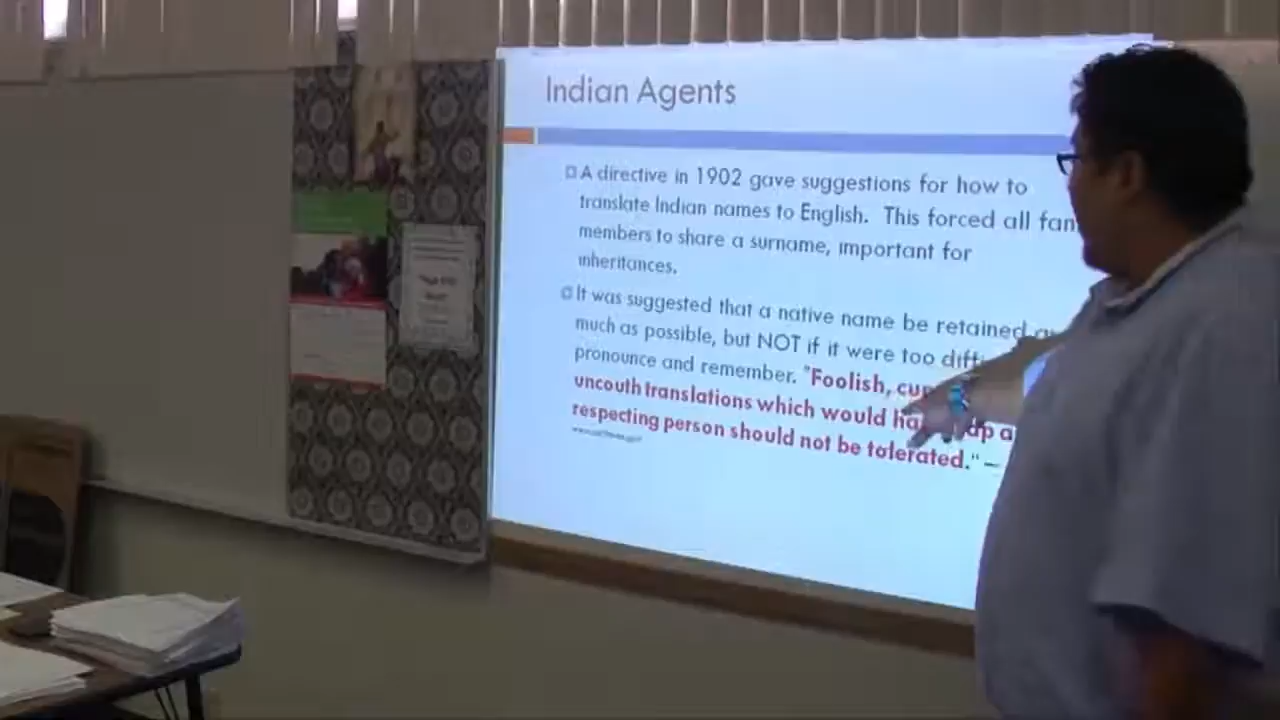 Indian Agents
A directive in 1902 gave suggestions for how to
translate Indian names to English. This forced all fam
members to share a surname, important for
inheritances.
It was suggested that a native name be retained
much as possible, but NOT if it were too diff
pronounce and remember. "Foolish, cu
uncouth translations which would ha ap a
respecting person should not be tolerated." –